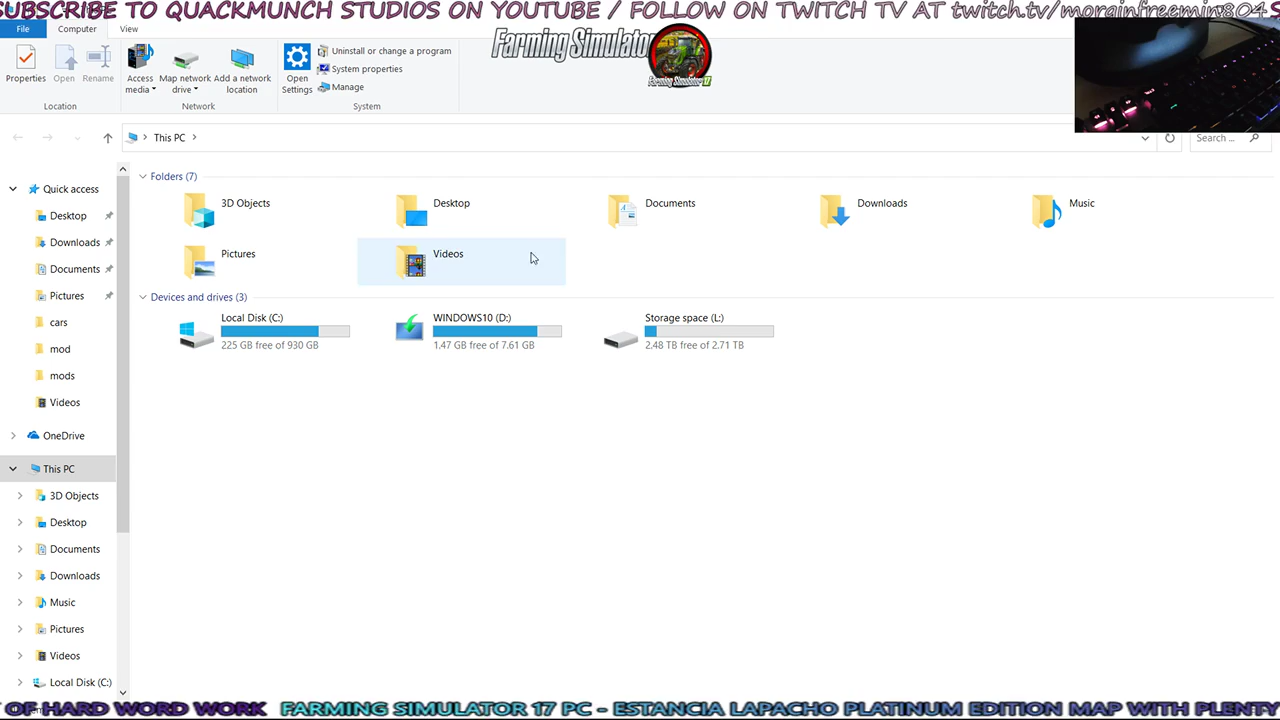 SUBSCRIBE TO QUACKMUNCH STUDIOS ON YOUTUBE / FOLLOW ON TWITCH TV AT twitch.tv/morginfreemin804.
File
Computer
View
Properties
Open
Rename
Access media
Map network drive
Add a network location
Open Settings
Uninstall or change a program
System properties
Manage
Location
Network
System
Farming Simulator
This PC
Search ...
Quick access
Desktop
Downloads
Documents
Pictures
cars
mod
mods
Videos
OneDrive
This PC
3D Objects
Desktop
Documents
Downloads
Music
Pictures
Videos
Local Disk (C:)
Folders (7)
3D Objects
Desktop
Documents
Downloads
Music
Pictures
Videos
Devices and drives (3)
Local Disk (C:)
225 GB free of 930 GB
WINDOWS10 (D:)
1.47 GB free of 7.61 GB
Storage space (L:)
2.48 TB free of 2.71 TB
OF HARD WORD WORK FARMING SIMULATOR 17 PC - ESTANCIA LAPACHO PLATINUM EDITION MAP WITH PLENTY